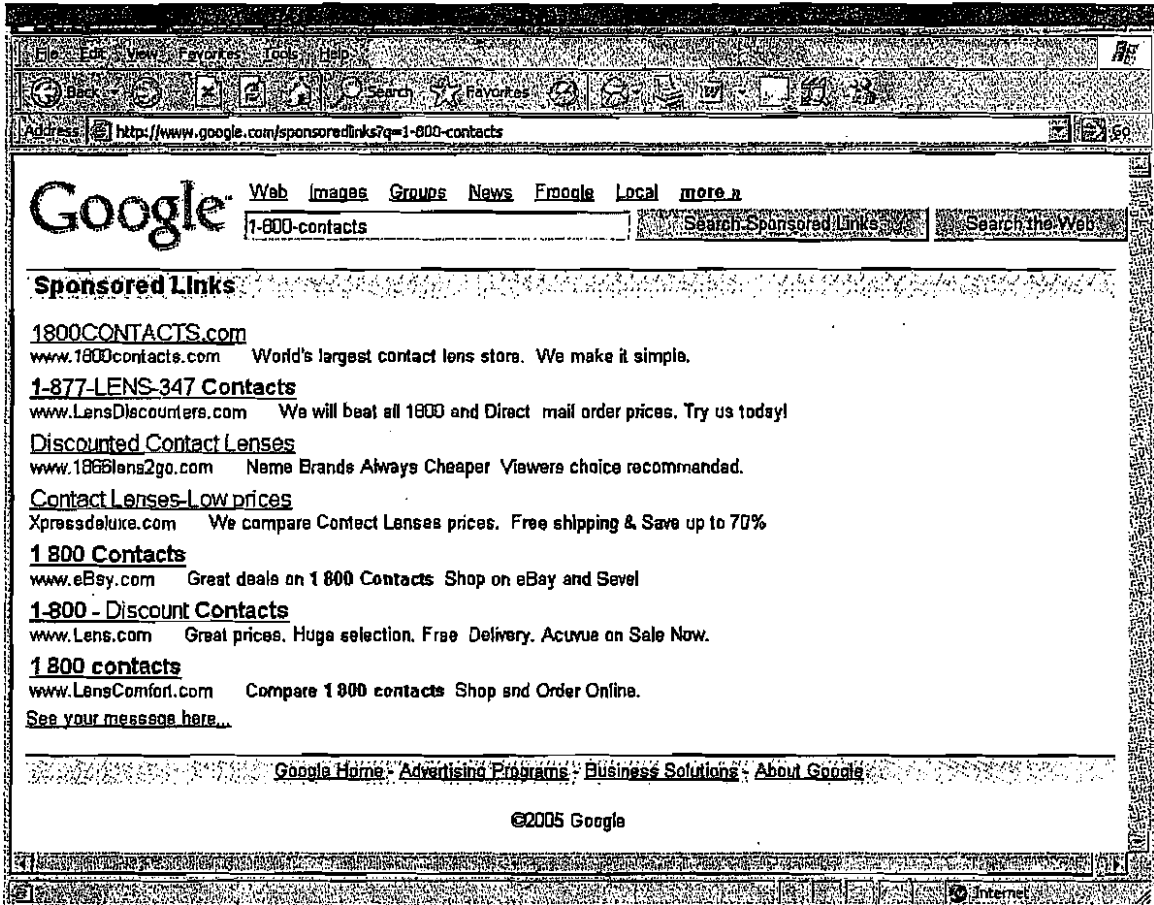 File Edit View Favorites Tools Help
Back Search Favorites
Address http://www.google.com/sponsoredlinks?q=1-800-contacts Go
Google Web Images Groups News Froogle Local more »
1-800-contacts Search Sponsored Links Search the Web
Sponsored Links
1800CONTACTS.com
www.1800contacts.com World's largest contact lens store. We make it simple.
1-877-LENS-347 Contacts
www.LensDiscounters.com We will beat all 1800 and Direct mail order prices. Try us today!
Discounted Contact Lenses
www.1866lens2go.com Name Brands Always Cheaper Viewers choice recommended.
Contact Lenses-Low prices
Xpressdeluxe.com We compare Contact Lenses prices. Free shipping & Save up to 70%
1 800 Contacts
www.eBay.com Great deals on 1 800 Contacts Shop on eBay and Save!
1-800 - Discount Contacts
www.Lens.com Great prices. Huge selection. Free Delivery. Acuvue on Sale Now.
1 800 contacts
www.LensComfort.com Compare 1 800 contacts Shop and Order Online.
See your message here...
Google Home - Advertising Programs - Business Solutions - About Google
©2005 Google
Internet